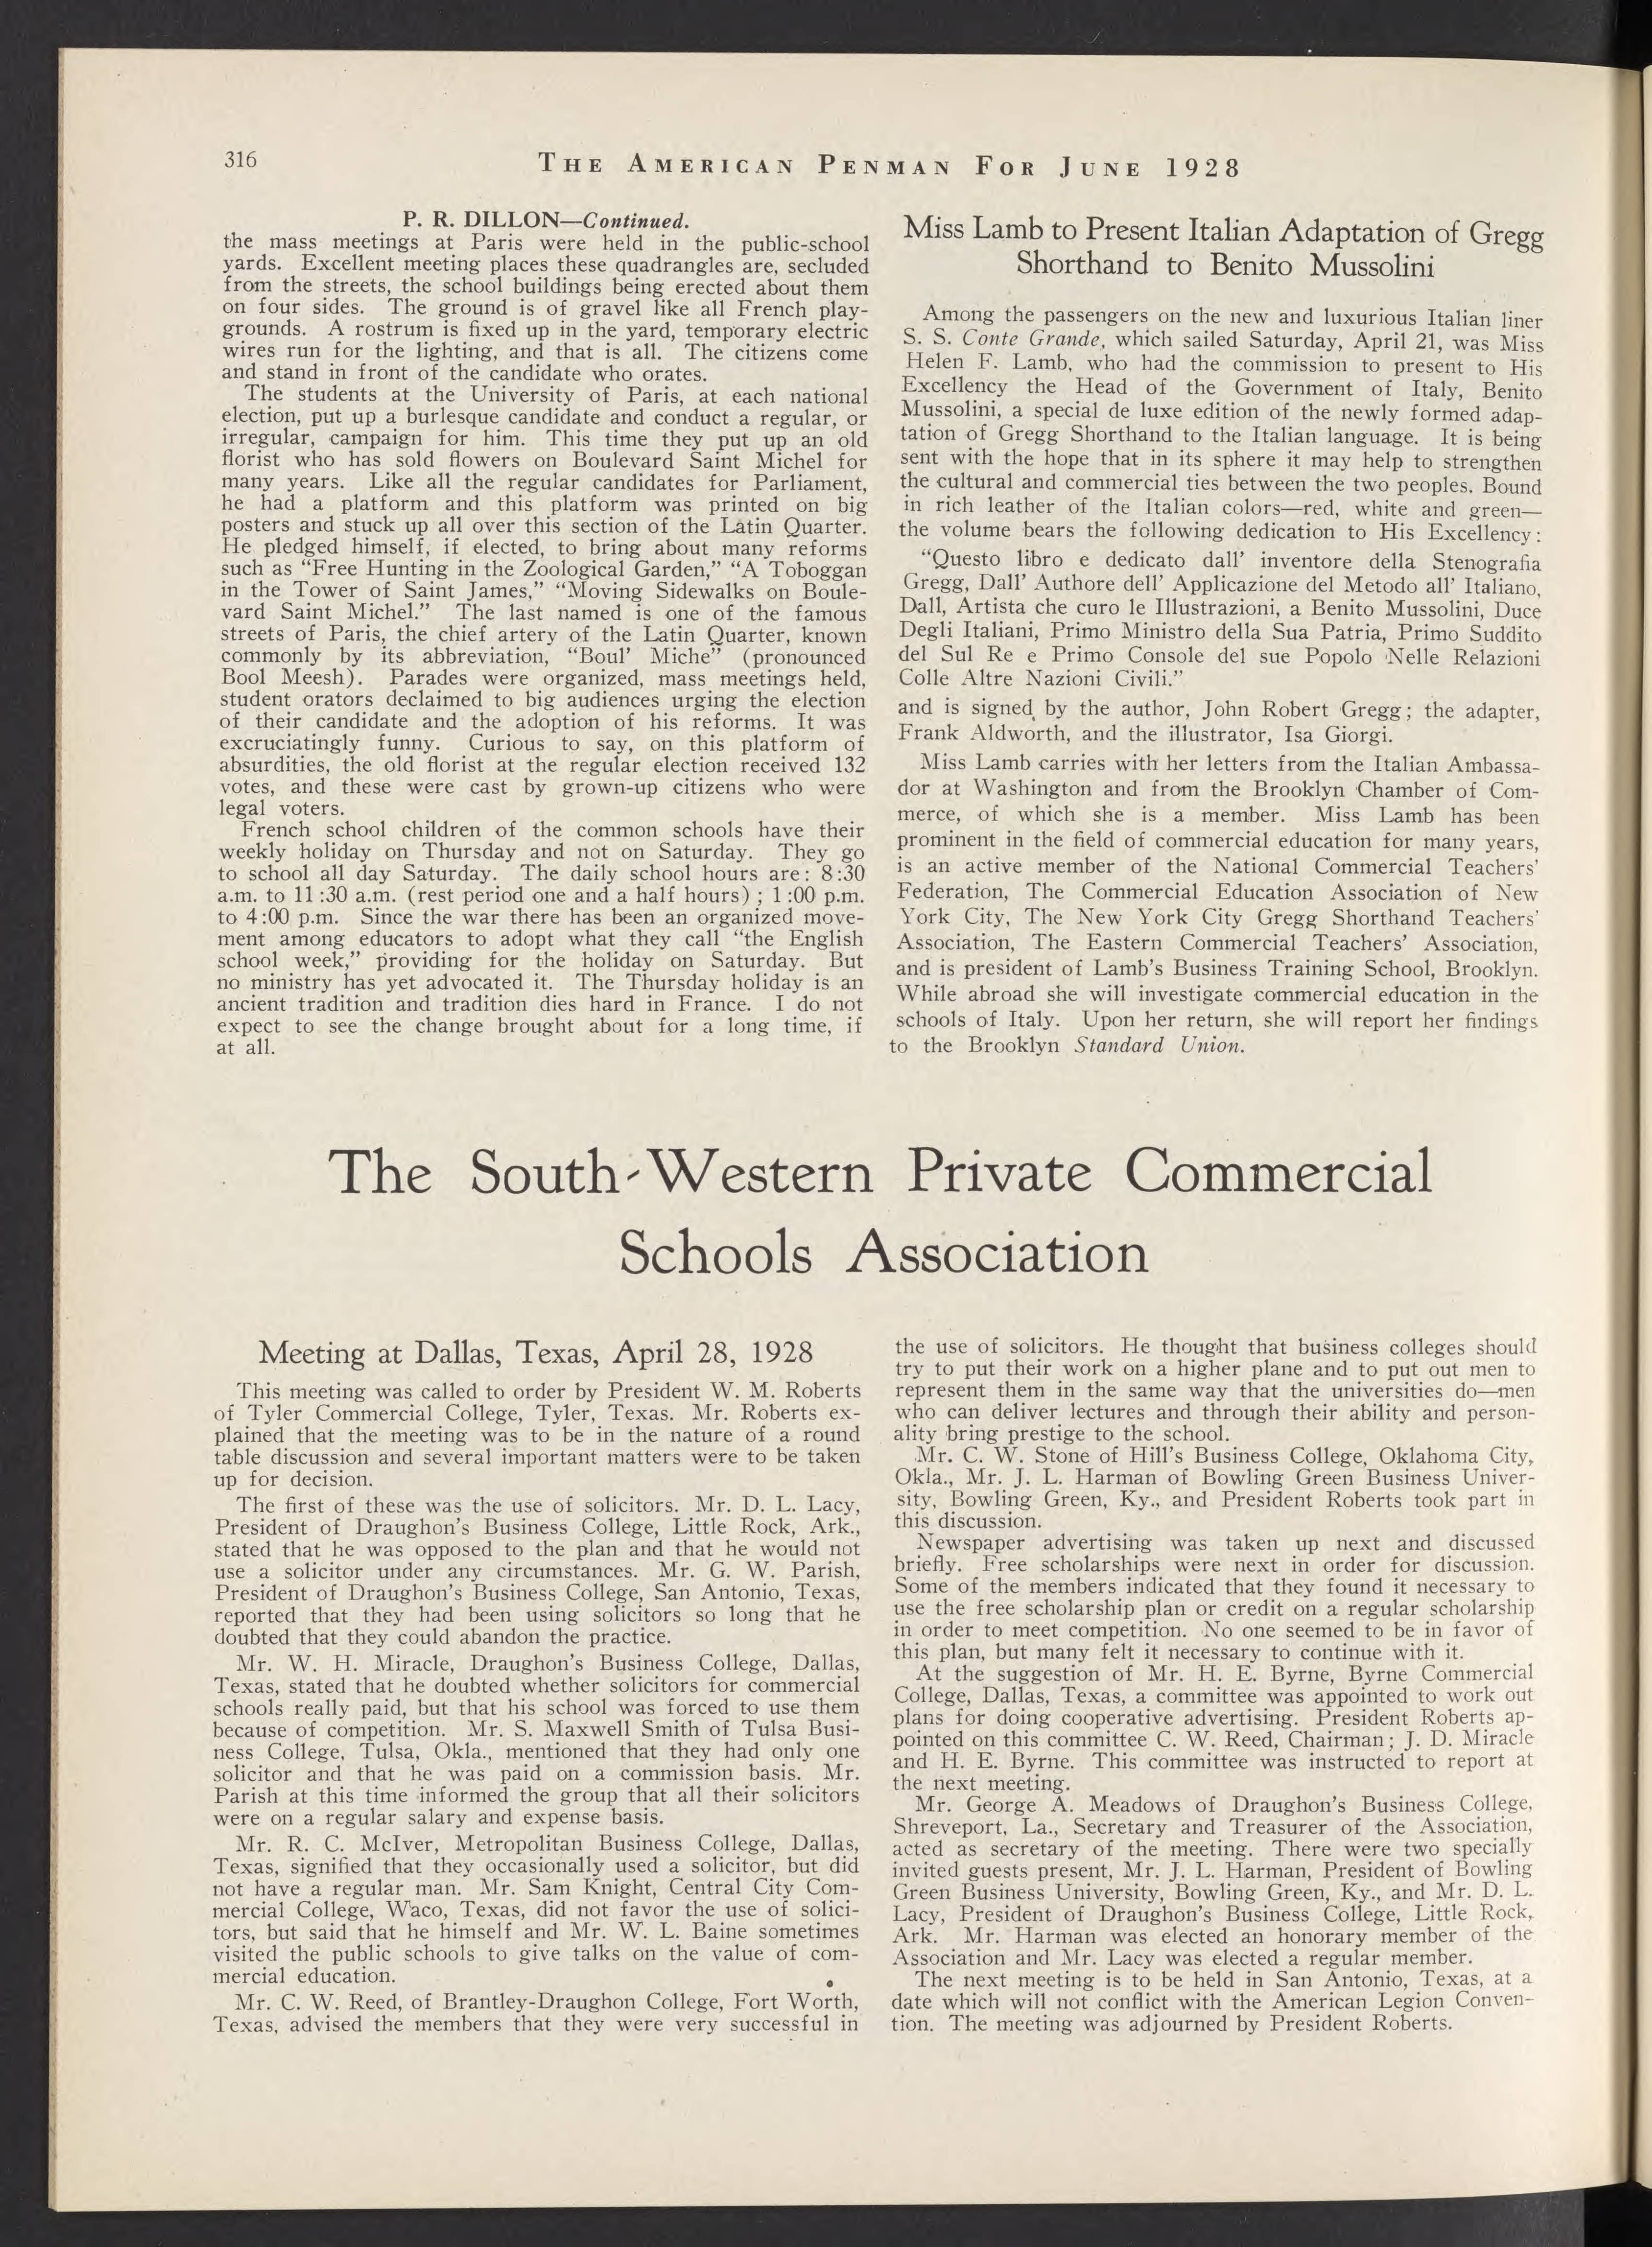 316
THE AMERICAN PENMAN FOR JUNE 1928
P. R. DILLON—Continued.
the mass meetings at Paris were held in the public-school
yards. Excellent meeting places these quadrangles are, secluded
from the streets, the school buildings being erected about them
on four sides. The ground is of gravel like all French play-
grounds. A rostrum is fixed up in the yard, temporary electric
wires run for the lighting, and that is all. The citizens come
and stand in front of the candidate who orates.
The students at the University of Paris, at each national
election, put up a burlesque candidate and conduct a regular, or
irregular, campaign for him. This time they put up an old
florist who has sold flowers on Boulevard Saint Michel for
many years. Like all the regular candidates for Parliament,
he had a platform and this platform was printed on big
posters and stuck up all over this section of the Latin Quarter.
He pledged himself, if elected, to bring about many reforms
such as “Free Hunting in the Zoological Garden,” “A Toboggan
in the Tower of Saint James,” “Moving Sidewalks on Boule-
vard Saint Michel.” The last named is one of the famous
streets of Paris, the chief artery of the Latin Quarter, known
commonly by its abbreviation, “Boul’ Miche” (pronounced
Bool Meesh). Parades were organized, mass meetings held,
student orators declaimed to big audiences urging the election
of their candidate and the adoption of his reforms. It was
excruciatingly funny. Curious to say, on this platform of
absurdities, the old florist at the regular election received 132
votes, and these were cast by grown-up citizens who were
legal voters.
French school children of the common schools have their
weekly holiday on Thursday and not on Saturday. They go
to school all day Saturday. The daily school hours are: 8:30
a.m. to 11:30 a.m. (rest period one and a half hours); 1:00 p.m.
to 4:00 p.m. Since the war there has been an organized move-
ment among educators to adopt what they call “the English
school week,” providing for the holiday on Saturday. But
no ministry has yet advocated it. The Thursday holiday is an
ancient tradition and tradition dies hard in France. I do not
expect to see the change brought about for a long time, if
at all.
Miss Lamb to Present Italian Adaptation of Gregg
Shorthand to Benito Mussolini
Among the passengers on the new and luxurious Italian liner
S. S. Conte Grande, which sailed Saturday, April 21, was Miss
Helen F. Lamb, who had the commission to present to His
Excellency the Head of the Government of Italy, Benito
Mussolini, a special de luxe edition of the newly formed adap-
tation of Gregg Shorthand to the Italian language. It is being
sent with the hope that in its sphere it may help to strengthen
the cultural and commercial ties between the two peoples. Bound
in rich leather of the Italian colors—red, white and green—
the volume bears the following dedication to His Excellency:
“Questo libro e dedicato dall’ inventore della Stenografia
Gregg, Dall’ Authore dell’ Applicazione del Metodo all’ Italiano,
Dall, Artista che curo le Illustrazioni, a Benito Mussolini, Duce
Degli Italiani, Primo Ministro della Sua Patria, Primo Suddito
del Sul Re e Primo Console del sue Popolo Nelle Relazioni
Colle Altre Nazioni Civili.”
and is signed by the author, John Robert Gregg; the adapter,
Frank Aldworth, and the illustrator, Isa Giorgi.
Miss Lamb carries with her letters from the Italian Ambassa-
dor at Washington and from the Brooklyn Chamber of Com-
merce, of which she is a member. Miss Lamb has been
prominent in the field of commercial education for many years,
is an active member of the National Commercial Teachers’
Federation, The Commercial Education Association of New
York City, The New York City Gregg Shorthand Teachers’
Association, The Eastern Commercial Teachers’ Association,
and is president of Lamb’s Business Training School, Brooklyn.
While abroad she will investigate commercial education in the
schools of Italy. Upon her return, she will report her findings
to the Brooklyn Standard Union.
The South-Western Private Commercial
Schools Association
Meeting at Dallas, Texas, April 28, 1928
This meeting was called to order by President W. M. Roberts
of Tyler Commercial College, Tyler, Texas. Mr. Roberts ex-
plained that the meeting was to be in the nature of a round
table discussion and several important matters were to be taken
up for decision.
The first of these was the use of solicitors. Mr. D. L. Lacy,
President of Draughon’s Business College, Little Rock, Ark.,
stated that he was opposed to the plan and that he would not
use a solicitor under any circumstances. Mr. G. W. Parish,
President of Draughon’s Business College, San Antonio, Texas,
reported that they had been using solicitors so long that he
doubted that they could abandon the practice.
Mr. W. H. Miracle, Draughon’s Business College, Dallas,
Texas, stated that he doubted whether solicitors for commercial
schools really paid, but that his school was forced to use them
because of competition. Mr. S. Maxwell Smith of Tulsa Busi-
ness College, Tulsa, Okla., mentioned that they had only one
solicitor and that he was paid on a commission basis. Mr.
Parish at this time informed the group that all their solicitors
were on a regular salary and expense basis.
Mr. R. C. McIver, Metropolitan Business College, Dallas,
Texas, signified that they occasionally used a solicitor, but did
not have a regular man. Mr. Sam Knight, Central City Com-
mercial College, Waco, Texas, did not favor the use of solici-
tors, but said that he himself and Mr. W. L. Baine sometimes
visited the public schools to give talks on the value of com-
mercial education.
Mr. C. W. Reed, of Brantley-Draughon College, Fort Worth,
Texas, advised the members that they were very successful in
the use of solicitors. He thought that business colleges should
try to put their work on a higher plane and to put out men to
represent them in the same way that the universities do—men
who can deliver lectures and through their ability and person-
ality bring prestige to the school.
Mr. C. W. Stone of Hill’s Business College, Oklahoma City,
Okla., Mr. J. L. Harman of Bowling Green Business Univer-
sity, Bowling Green, Ky., and President Roberts took part in
this discussion.
Newspaper advertising was taken up next and discussed
briefly. Free scholarships were next in order for discussion.
Some of the members indicated that they found it necessary to
use the free scholarship plan or credit on a regular scholarship
in order to meet competition. No one seemed to be in favor of
this plan, but many felt it necessary to continue with it.
At the suggestion of Mr. H. E. Byrne, Byrne Commercial
College, Dallas, Texas, a committee was appointed to work out
plans for doing cooperative advertising. President Roberts ap-
pointed on this committee C. W. Reed, Chairman; J. D. Miracle
and H. E. Byrne. This committee was instructed to report at
the next meeting.
Mr. George A. Meadows of Draughon’s Business College,
Shreveport, La., Secretary and Treasurer of the Association,
acted as secretary of the meeting. There were two specially
invited guests present, Mr. J. L. Harman, President of Bowling
Green Business University, Bowling Green, Ky., and Mr. D. L.
Lacy, President of Draughon’s Business College, Little Rock,
Ark. Mr. Harman was elected an honorary member of the
Association and Mr. Lacy was elected a regular member.
The next meeting is to be held in San Antonio, Texas, at a
date which will not conflict with the American Legion Conven-
tion. The meeting was adjourned by President Roberts.